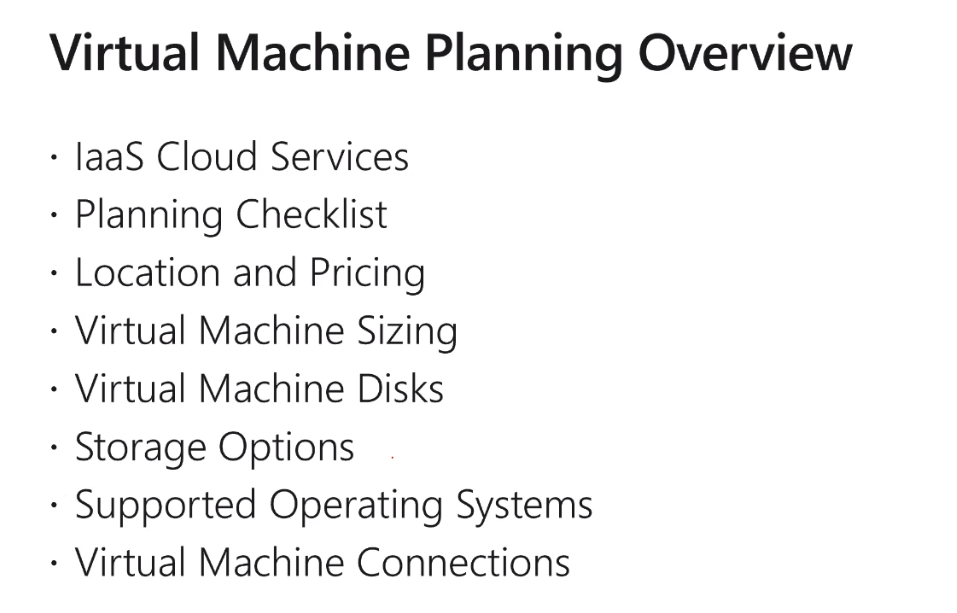 Virtual Machine Planning Overview
· IaaS Cloud Services
· Planning Checklist
· Location and Pricing
· Virtual Machine Sizing
· Virtual Machine Disks
· Storage Options
· Supported Operating Systems
· Virtual Machine Connections